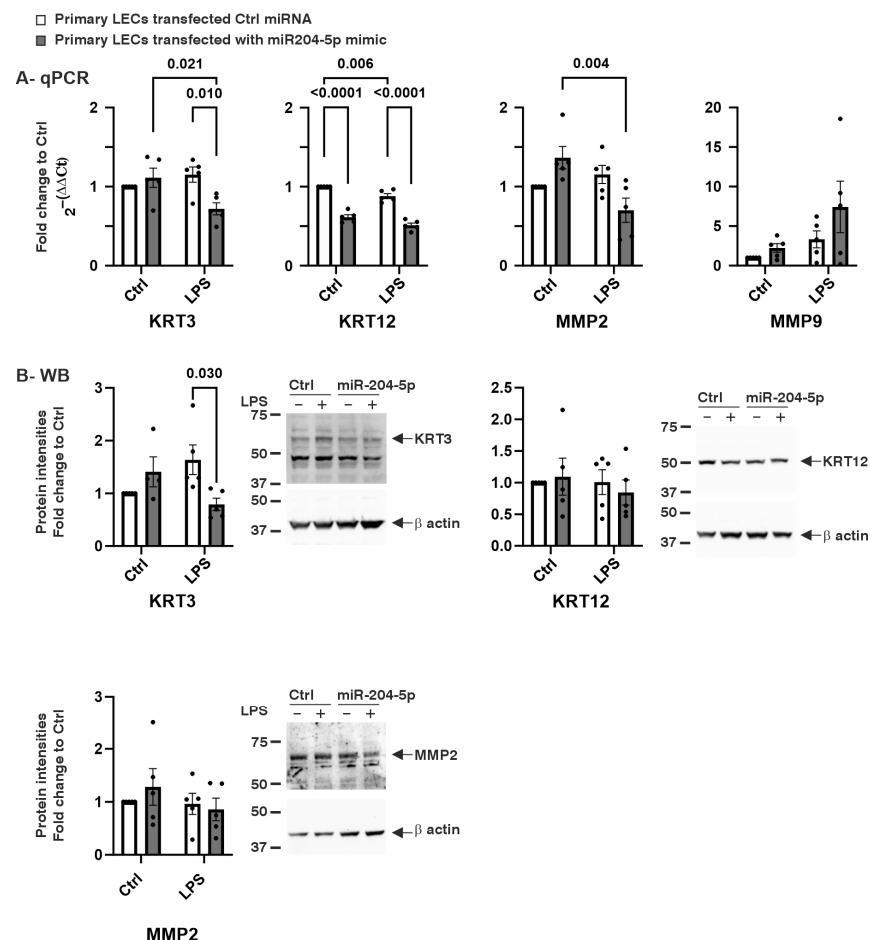 Primary LECs transfected Ctrl miRNA
Primary LECs transfected with miR204-5p mimic
A- qPCR
Fold change to Ctrl
2^−(ΔΔCt)
0.021
0.010
2
1
0
Ctrl
LPS
KRT3
0.006
<0.0001
<0.0001
2
1
0
Ctrl
LPS
KRT12
0.004
2
1
0
Ctrl
LPS
MMP2
20
15
10
5
0
Ctrl
LPS
MMP9
B- WB
Protein intensities
Fold change to Ctrl
0.030
3
2
1
0
Ctrl
LPS
KRT3
Ctrl miR-204-5p
LPS − + − +
75
50
37
50
37
KRT3
β actin
2.5
2.0
1.5
1.0
0.5
0.0
Ctrl
LPS
KRT12
Ctrl miR-204-5p
− + − +
75
50
37
50
37
KRT12
β actin
Protein intensities
Fold change to Ctrl
3
2
1
0
Ctrl
LPS
MMP2
Ctrl miR-204-5p
LPS − + − +
75
50
50
37
MMP2
β actin